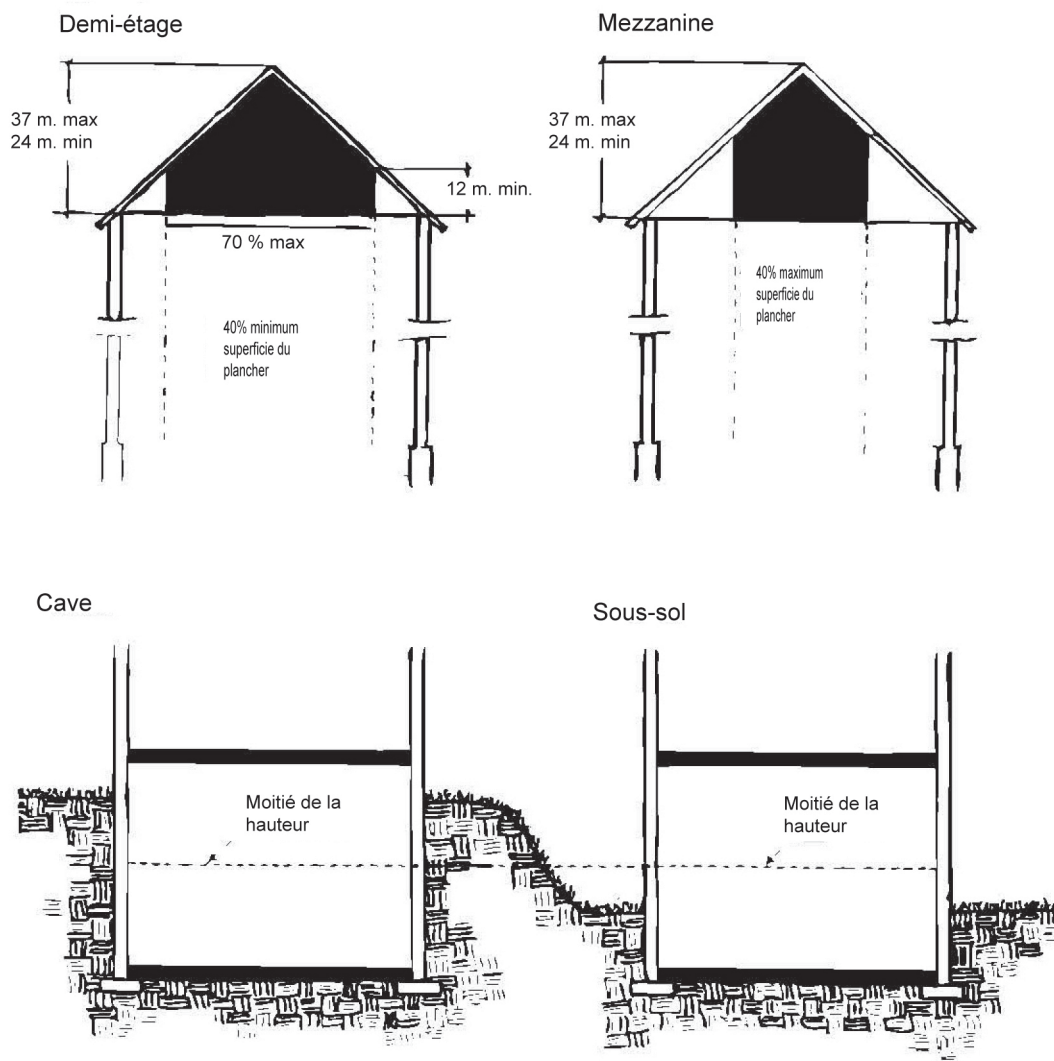 Demi-étage
Mezzanine
37 m. max
24 m. min
12 m. min.
70 % max
40% minimum
superficie du
plancher
37 m. max
24 m. min
40% maximum
superficie du
plancher
Cave
Sous-sol
Moitié de la
hauteur
Moitié de la
hauteur